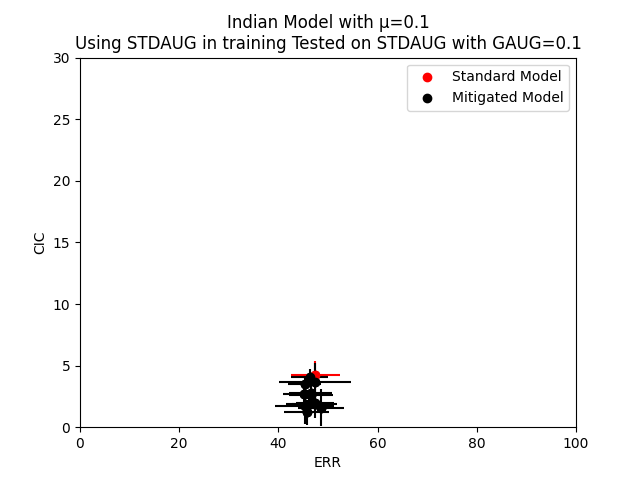 Indian Model with μ=0.1
Using STDAUG in training Tested on STDAUG with GAUG=0.1
Standard Model
Mitigated Model
CIC
30
25
20
15
10
5
0
0 20 40 60 80 100
ERR